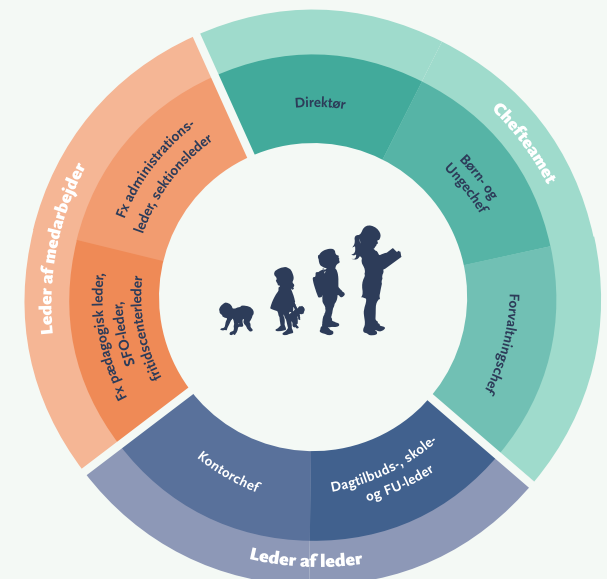 Direktør
Chefteamet
Børn- og
Ungechef
Forvaltningschef
Dagtilbuds-, skole-
og FU-leder
Leder af leder
Kontorchef
Fx pædagogisk leder,
SFO-leder,
fritidscenterleder
Leder af medarbejder
Fx administrations-
leder, sektionsleder